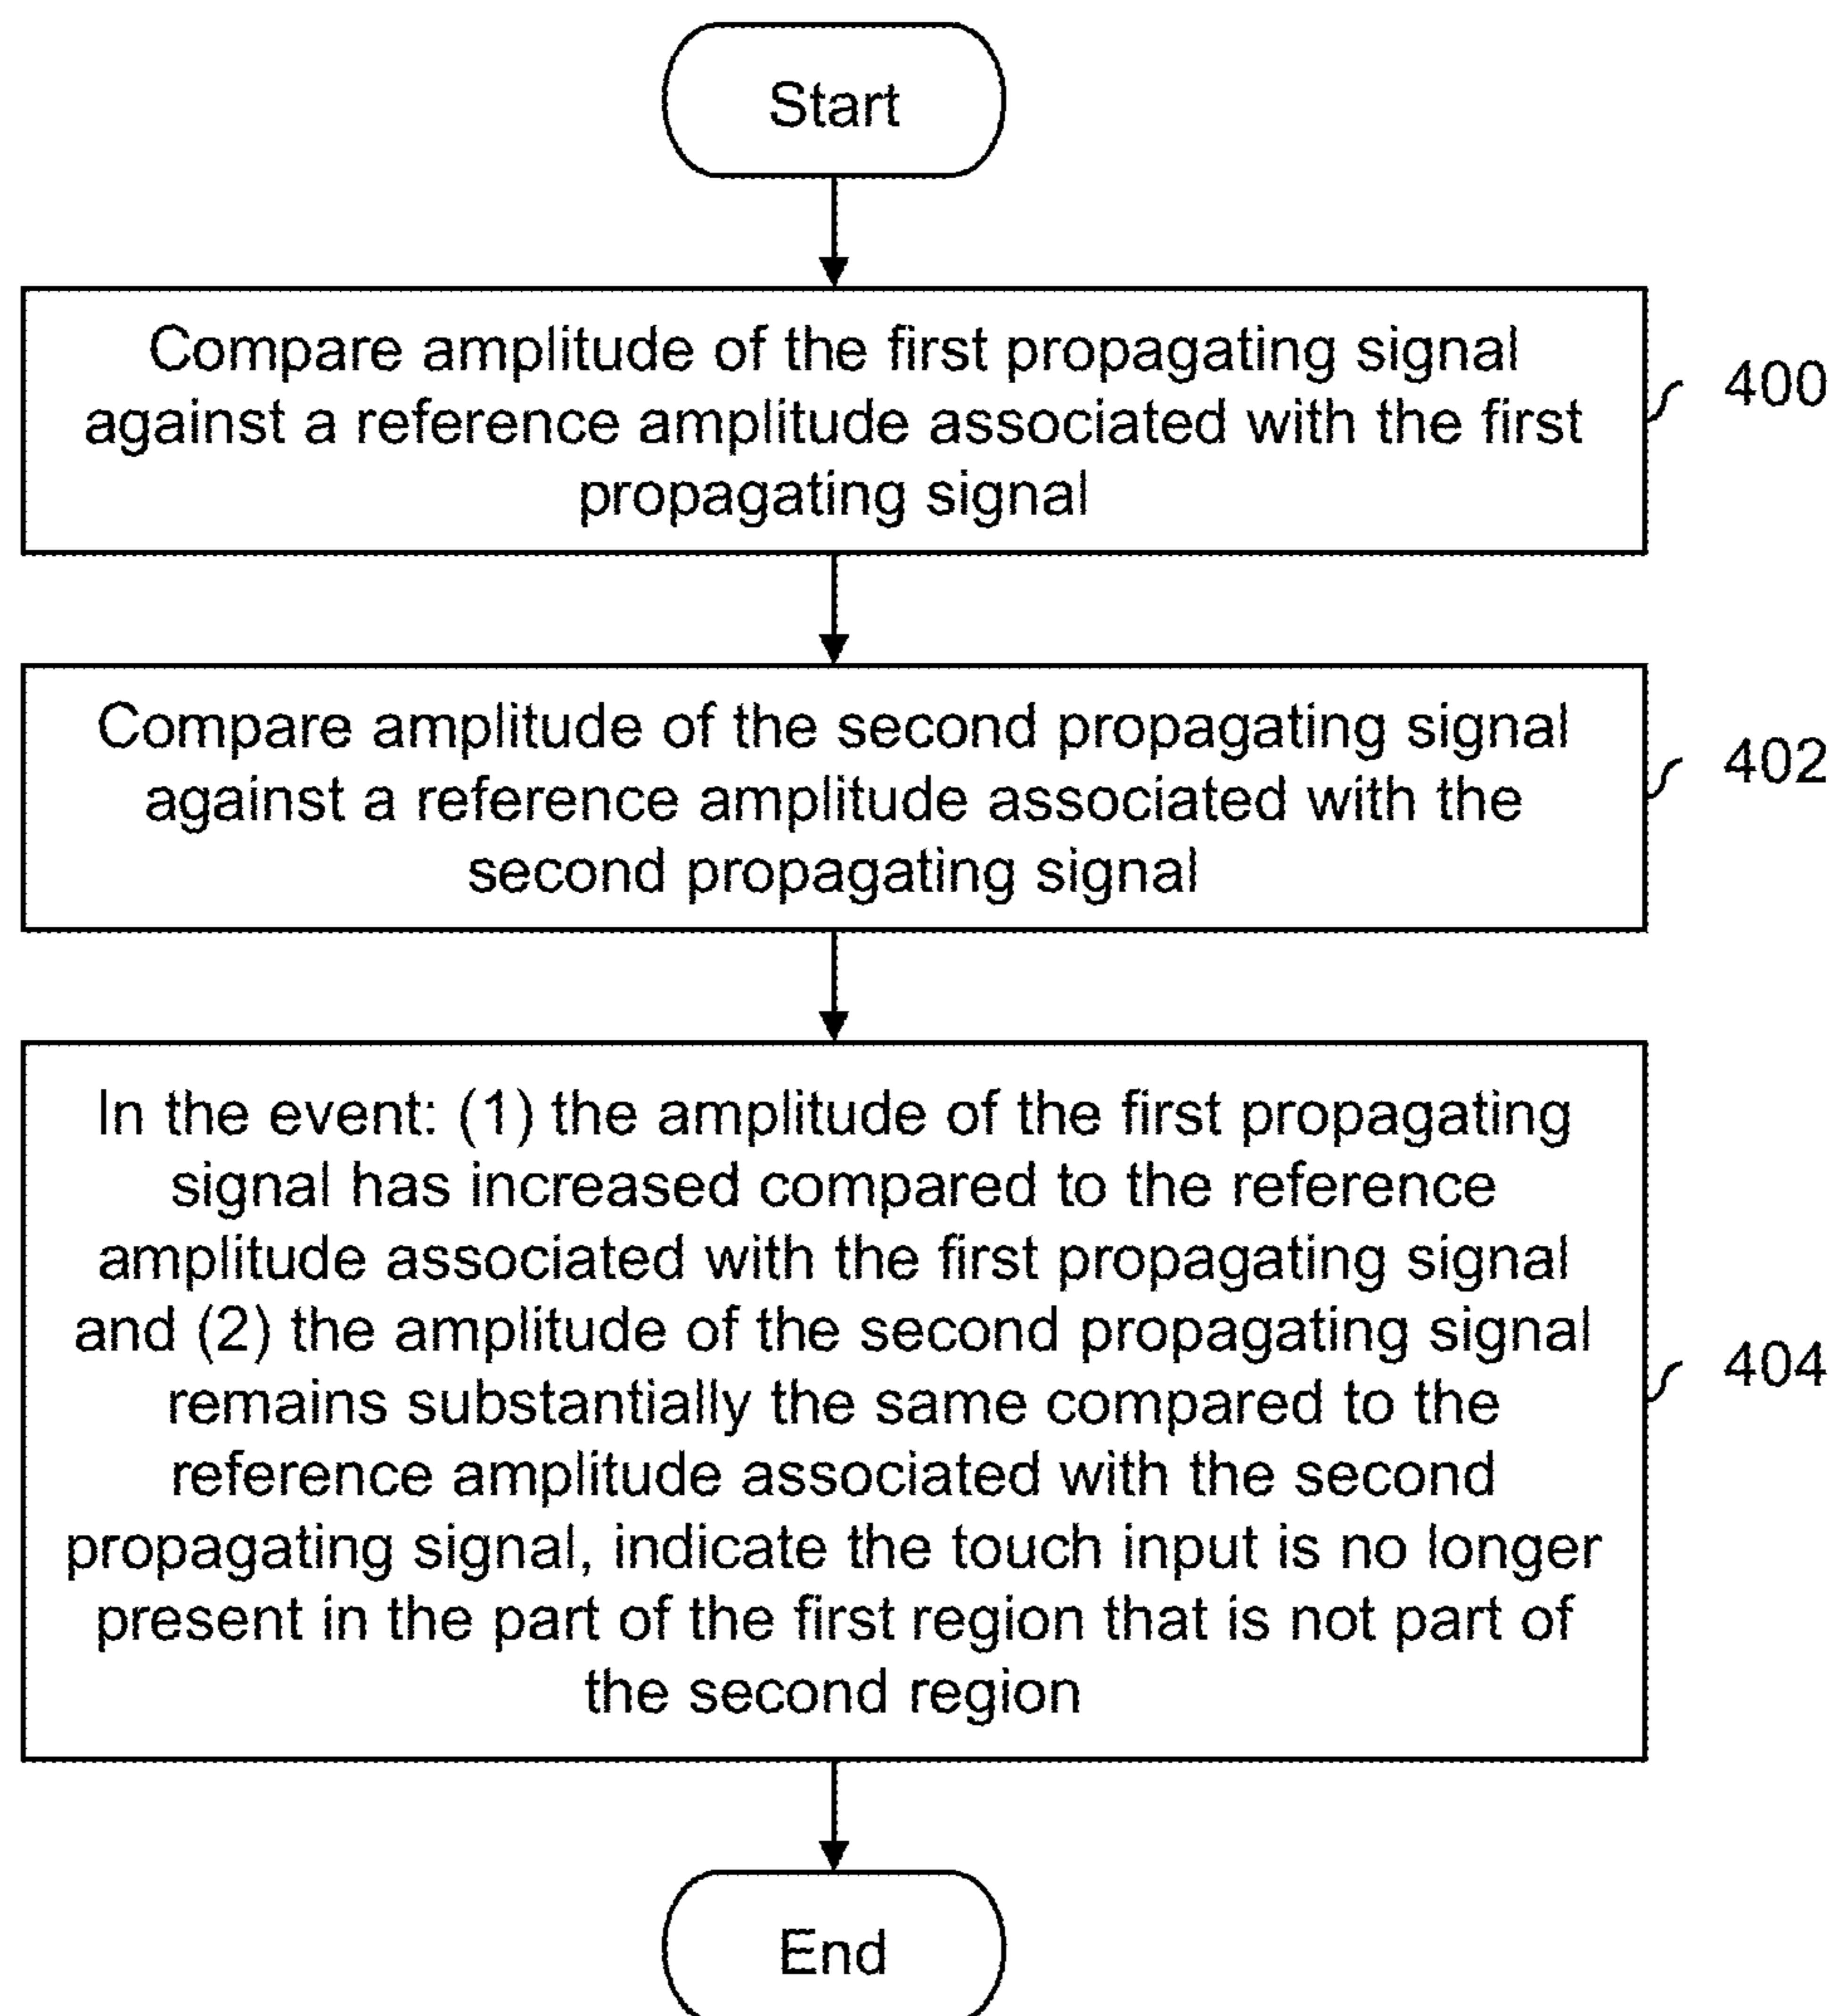 Start
Compare amplitude of the first propagating signal
against a reference amplitude associated with the first
propagating signal
400
Compare amplitude of the second propagating signal
against a reference amplitude associated with the
second propagating signal
402
In the event: (1) the amplitude of the first propagating
signal has increased compared to the reference
amplitude associated with the first propagating signal
and (2) the amplitude of the second propagating signal
remains substantially the same compared to the
reference amplitude associated with the second
propagating signal, indicate the touch input is no longer
present in the part of the first region that is not part of
the second region
404
End